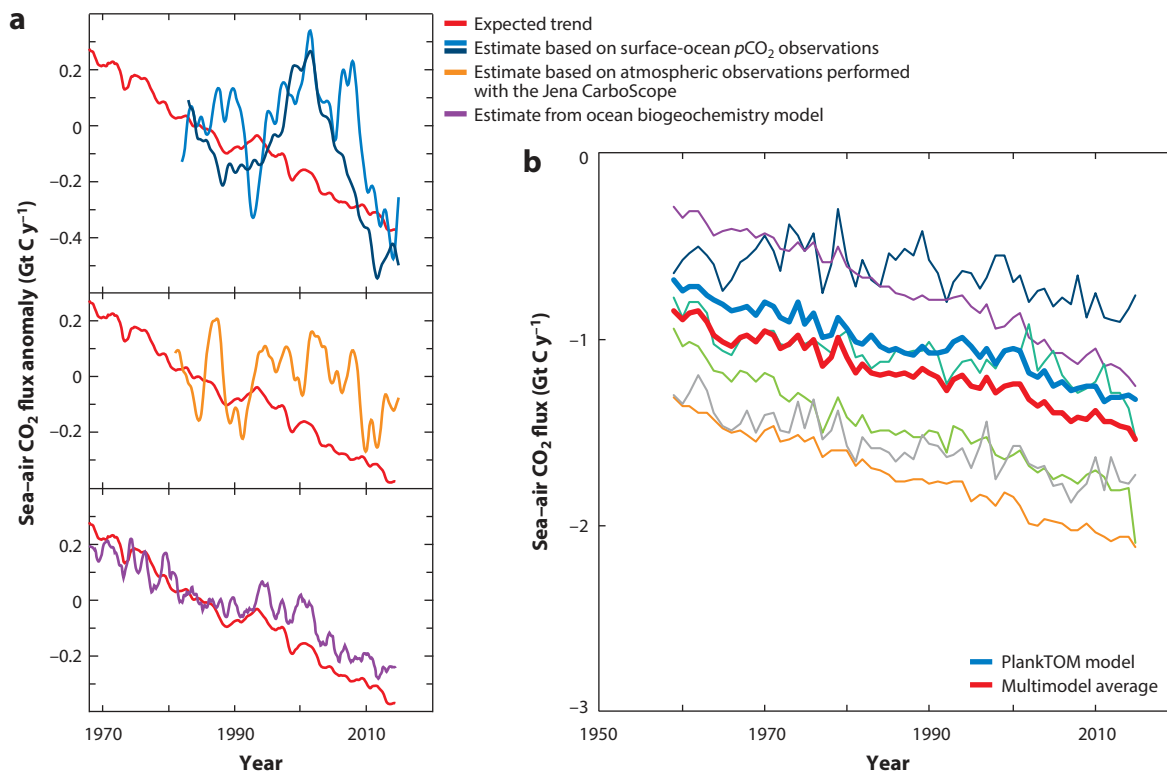 a
Expected trend
Estimate based on surface-ocean pCO₂ observations
Estimate based on atmospheric observations performed
with the Jena CarboScope
Estimate from ocean biogeochemistry model
Sea–air CO₂ flux anomaly (Gt C y⁻¹)
0.2
0
−0.2
−0.4
0.2
0
−0.2
0.2
0
−0.2
1970
1990
2010
Year
b
Sea–air CO₂ flux (Gt C y⁻¹)
0
−1
−2
−3
PlankTOM model
Multimodel average
1950
1970
1990
2010
Year